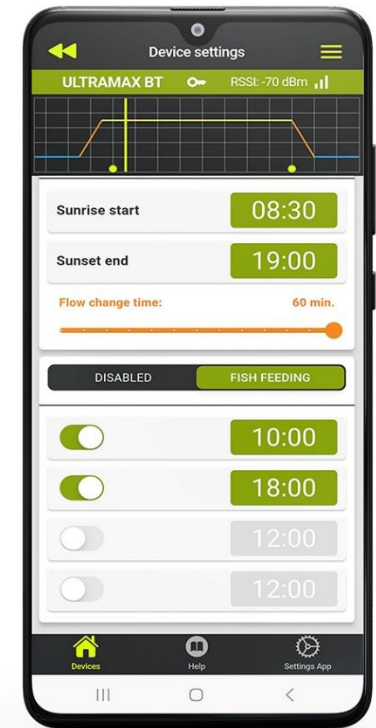 Device settings
ULTRAMAX BT RSSI: -70 dBm
Sunrise start 08:30
Sunset end 19:00
Flow change time: 60 min.
DISABLED FISH FEEDING
10:00
18:00
12:00
12:00
Devices Help Settings App